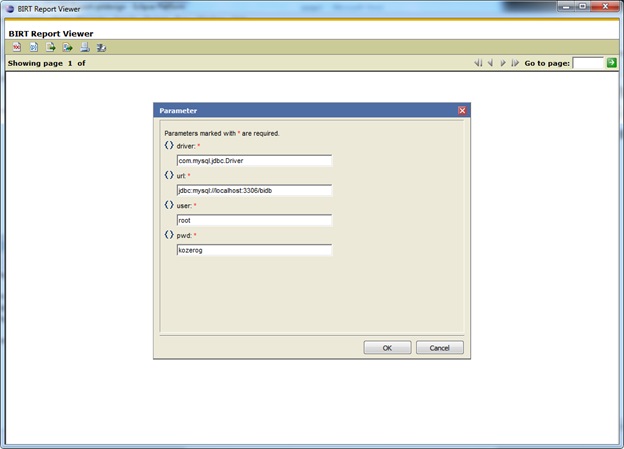 BIRT Report Viewer
BIRT Report Viewer
Showing page 1 of
Go to page:
Parameter
Parameters marked with * are required.
driver: *
com.mysql.jdbc.Driver
url: *
jdbc:mysql://localhost:3306/bidb
user: *
root
pwd: *
kozerog
OK
Cancel